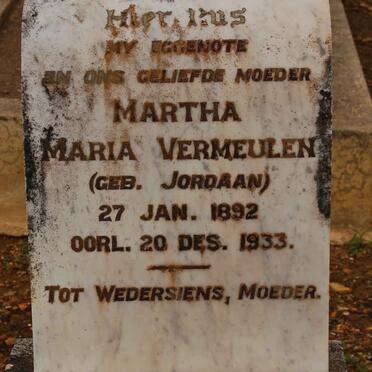 Hier Rus
MY EGGENOTE
EN ONS GELIEFDE MOEDER
MARTHA
MARIA VERMEULEN
(GEB. JORDAAN)
27 JAN. 1892
OORL. 20 DES. 1933.
TOT WEDERSIENS, MOEDER.